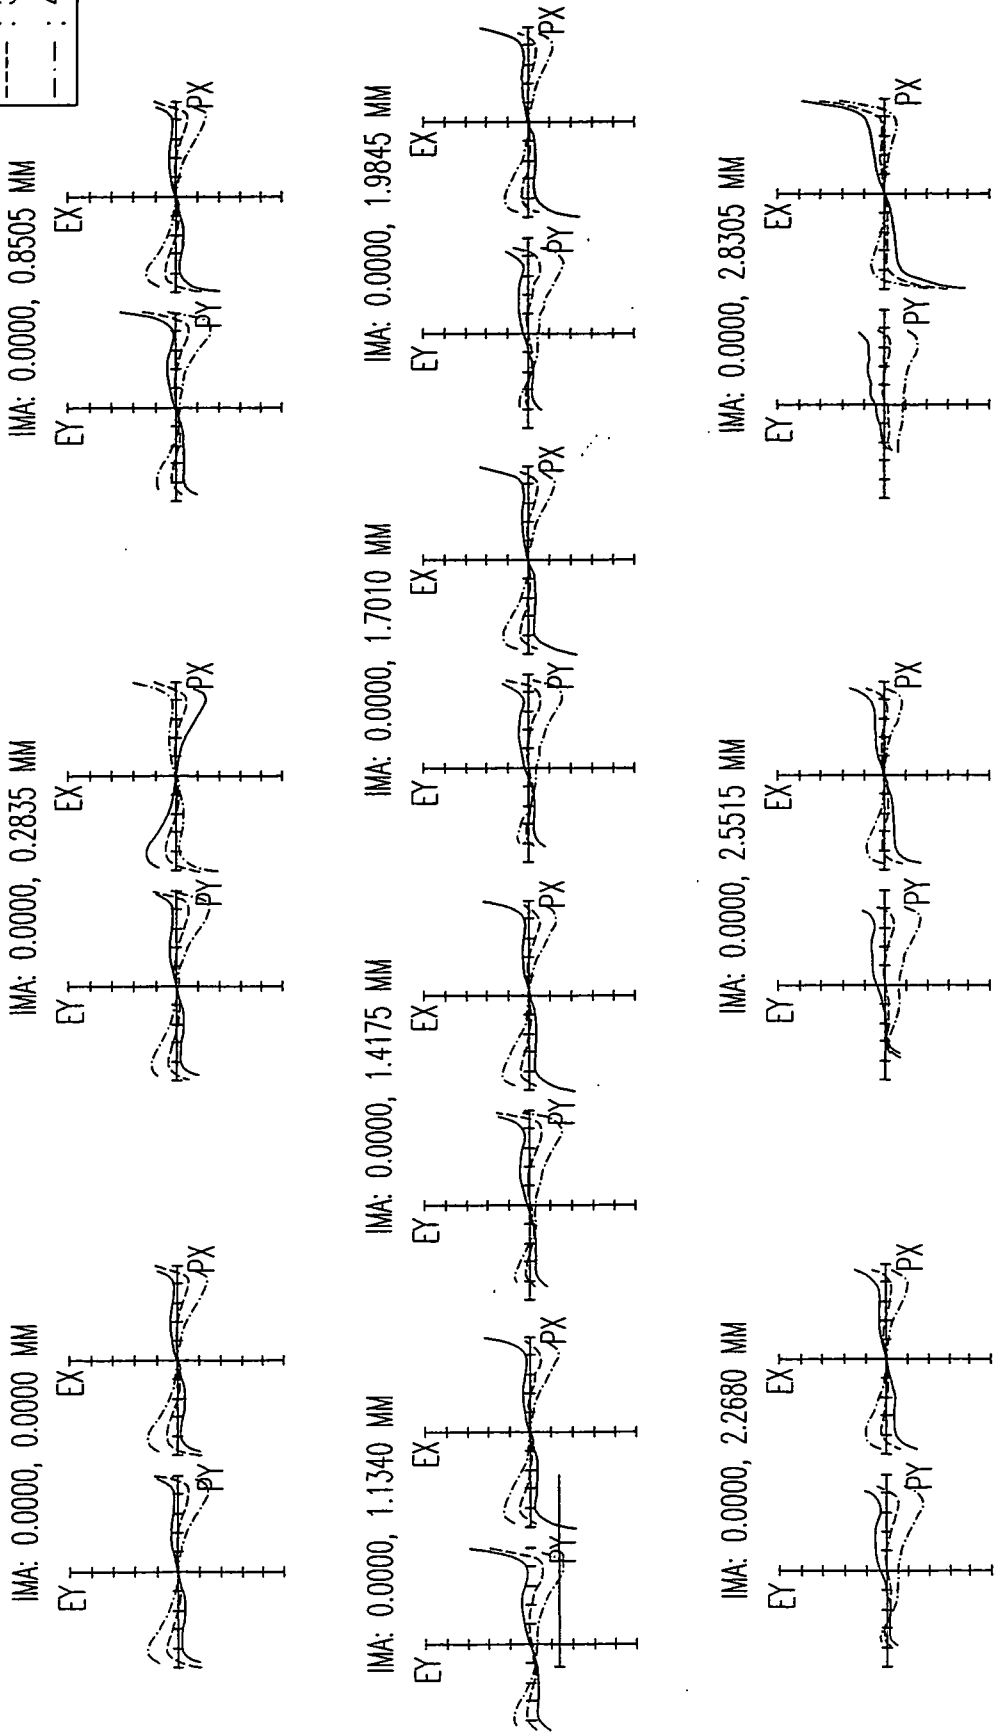 IMA: 0.0000, 0.0000 MM
EY
PY
EX
PX
IMA: 0.0000, 0.2835 MM
EY
PY
EX
PX
IMA: 0.0000, 0.8505 MM
EY
PY
EX
PX
IMA: 0.0000, 1.1340 MM
EY
PY
EX
PX
IMA: 0.0000, 1.4175 MM
EY
PY
EX
PX
IMA: 0.0000, 1.7010 MM
EY
PY
EX
PX
IMA: 0.0000, 1.9845 MM
EY
PY
EX
PX
IMA: 0.0000, 2.2680 MM
EY
PY
EX
PX
IMA: 0.0000, 2.5515 MM
EY
PY
EX
PX
IMA: 0.0000, 2.8305 MM
EY
PY
EX
PX